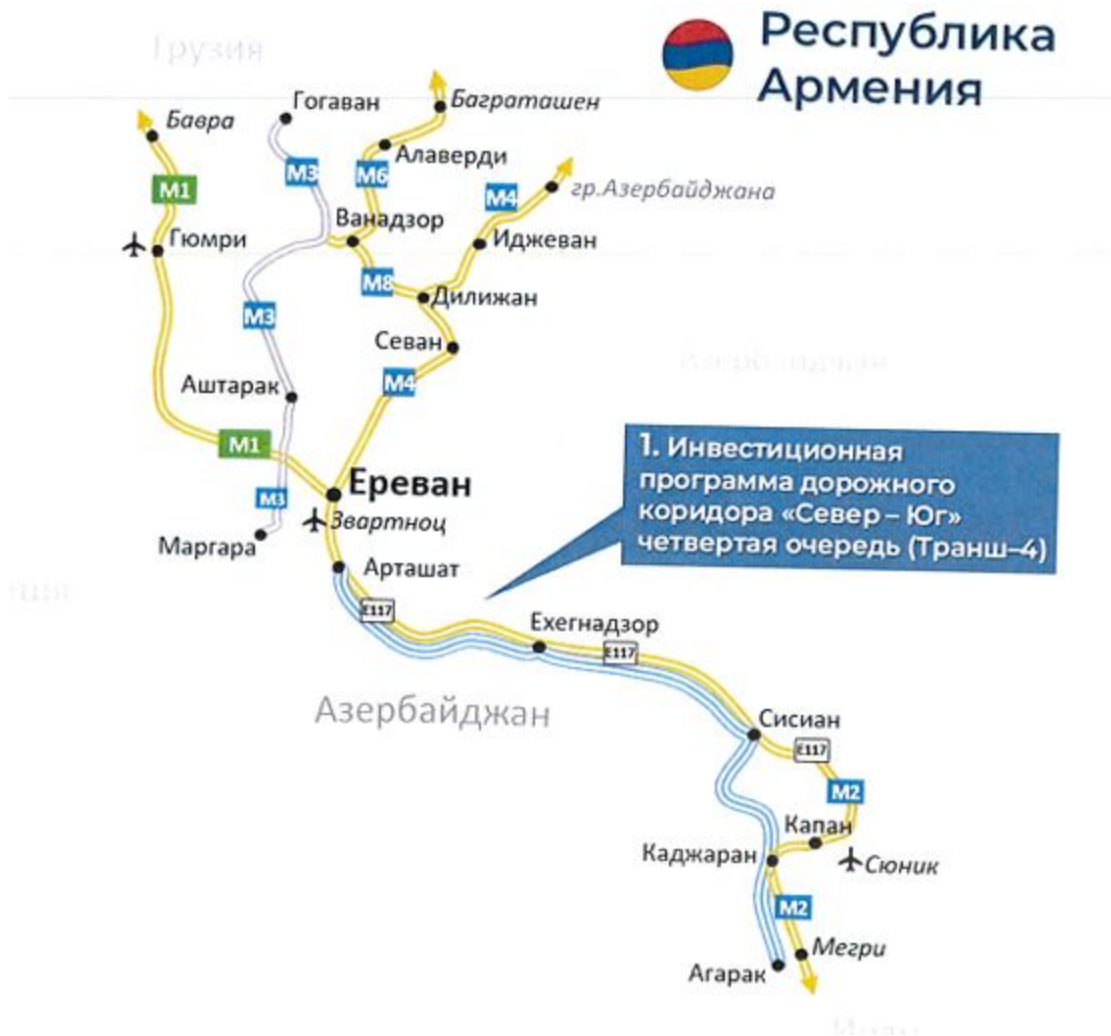 Республика
Армения
Грузия
Гогаван
Баграташен
Бавра
Алаверди
M3
M6
M1
M4
гр.Азербайджана
Ванадзор
Гюмри
Иджеван
M8
Дилижан
M3
Севан
Азербайджан
M4
Аштарак
M1
1. Инвестиционная
программа дорожного
коридора «Север – Юг»
четвертая очередь (Транш–4)
Ереван
M3
Звартноц
Маргара
Арташат
E117
Ехегнадзор
E117
Азербайджан
Сисиан
E117
M2
Капан
Каджаран
Сюник
M2
Мегри
Агарак